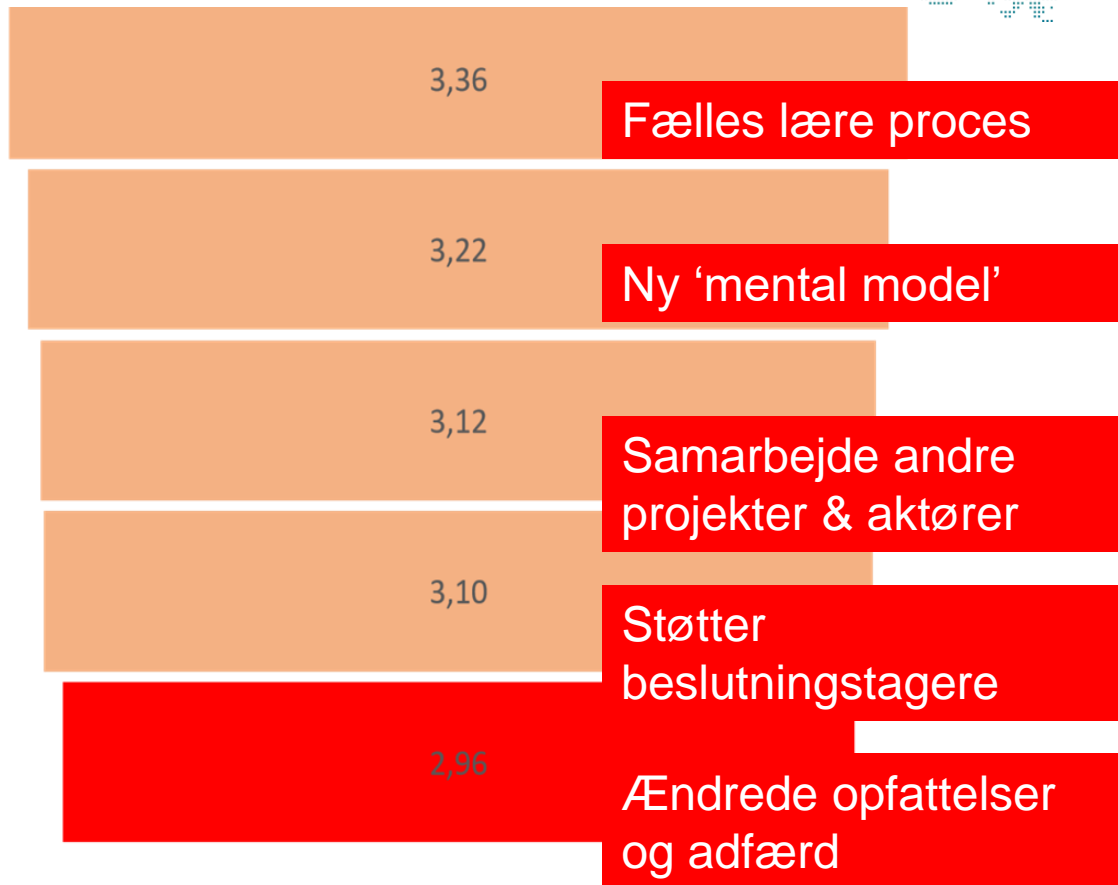 3,36
Fælles lære proces
3,22
Ny ‘mental model’
3,12
Samarbejde andre
projekter & aktører
3,10
Støtter
beslutningstagere
2,96
Ændrede opfattelser
og adfærd